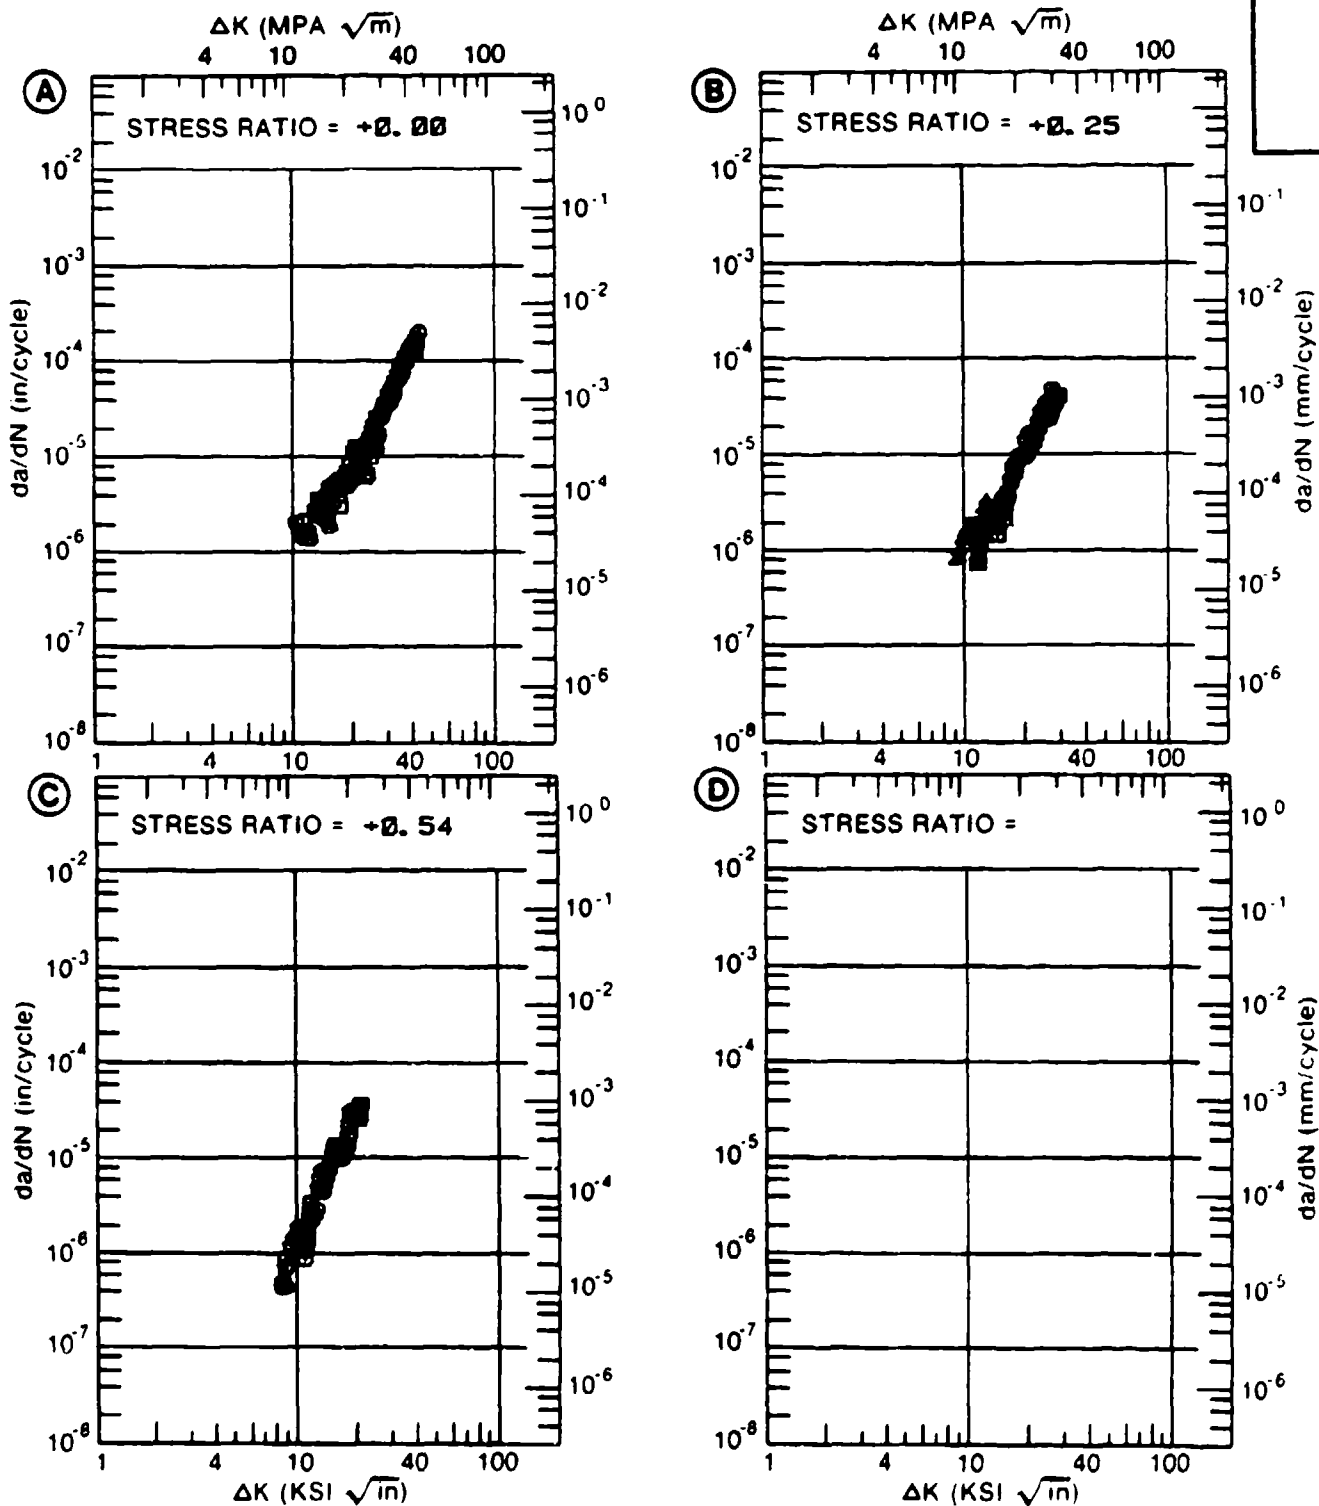 ΔK (MPA √m) ΔK (MPA √m)
4 10 40 100 4 10 40 100
A B
STRESS RATIO = +0.00 STRESS RATIO = +0.25
10^0
10^-2 10^-2
10^-1 10^-1
10^-3 10^-3
10^-2 10^-2
10^-4 10^-4
10^-3 10^-3
10^-5 10^-5
10^-4 10^-4
10^-6 10^-6
10^-5 10^-5
10^-7 10^-7
10^-6 10^-6
10^-8 10^-8
da/dN (in/cycle) da/dN (mm/cycle)
1 4 10 40 100 1 4 10 40 100
C D
STRESS RATIO = +0.54 STRESS RATIO =
10^0 10^0
10^-2 10^-2
10^-1 10^-1
10^-3 10^-3
10^-2 10^-2
10^-4 10^-4
10^-3 10^-3
10^-5 10^-5
10^-4 10^-4
10^-6 10^-6
10^-5 10^-5
10^-7 10^-7
10^-6 10^-6
10^-8 10^-8
da/dN (in/cycle) da/dN (mm/cycle)
1 4 10 40 100 1 4 10 40 100
ΔK (KSI √in) ΔK (KSI √in)